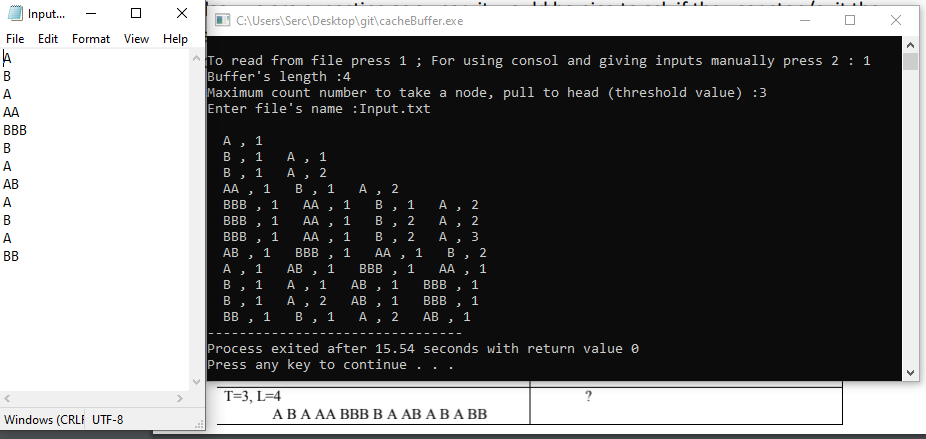 Input...
File Edit Format View Help
A
B
A
AA
BBB
B
A
AB
A
B
A
BB
Windows (CRLF UTF-8
C:\Users\Serc\Desktop\git\cacheBuffer.exe
To read from file press 1 ; For using consol and giving inputs manually press 2 : 1
Buffer's length :4
Maximum count number to take a node, pull to head (threshold value) :3
Enter file's name :Input.txt
A , 1
B , 1 A , 1
B , 1 A , 2
AA , 1 B , 1 A , 2
BBB , 1 AA , 1 B , 1 A , 2
BBB , 1 AA , 1 B , 2 A , 2
BBB , 1 AA , 1 B , 2 A , 3
AB , 1 BBB , 1 AA , 1 B , 2
A , 1 AB , 1 BBB , 1 AA , 1
B , 1 A , 1 AB , 1 BBB , 1
B , 1 A , 2 AB , 1 BBB , 1
BB , 1 B , 1 A , 2 AB , 1
--------------------------------
Process exited after 15.54 seconds with return value 0
Press any key to continue . . .
T=3, L=4 ?
A B A AA BBB B A AB A B A BB